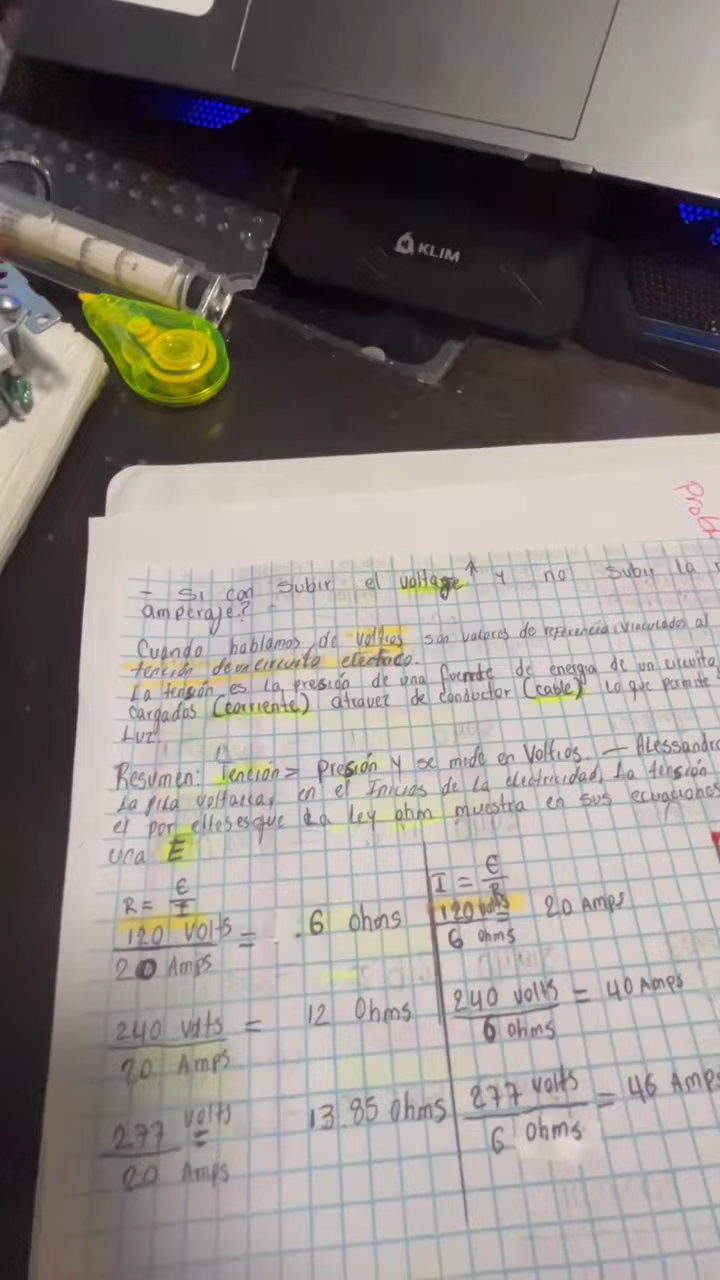 KLIM
Prob
- Si con subir el voltage ↑ y no subir la
amperaje?
Cuando hablamos de voltios son valores de referencia vinculados al
tención de un circuito electrico.
La tensión es la presión de una fuente de energia de un circuito
cargados (corriente) atravez de conductor (cable) lo que permite
Luz.
Resumen: Tención = presión y se mide en Voltios. — Alessandro
La pila voltaica, en el Inicios de la electricidad, La tensión
el por elloes que La Ley ohm muestra en sus ecuaciones
una E
R = E/I
120 Volts / 20 Amps = .6 Ohms
240 volts / 20 Amps = 12 Ohms
277 volts / 20 Amps = 13.85 Ohms
I = E/R
120 volts / 6 ohms = 20 Amps
240 volts / 6 ohms = 40 Amps
277 volts / 6 Ohms = 46 Amp